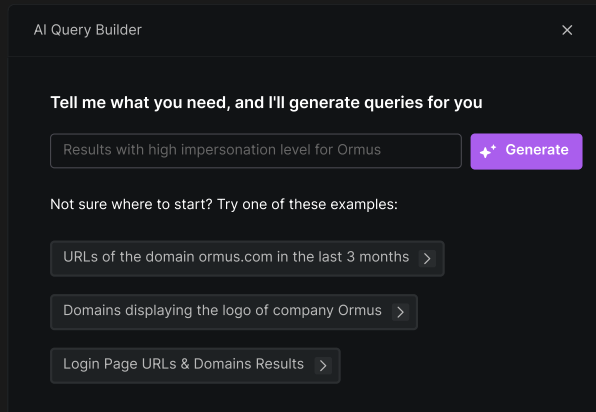 AI Query Builder
Tell me what you need, and I'll generate queries for you
Results with high impersonation level for Ormus
Generate
Not sure where to start? Try one of these examples:
URLs of the domain ormus.com in the last 3 months
Domains displaying the logo of company Ormus
Login Page URLs & Domains Results